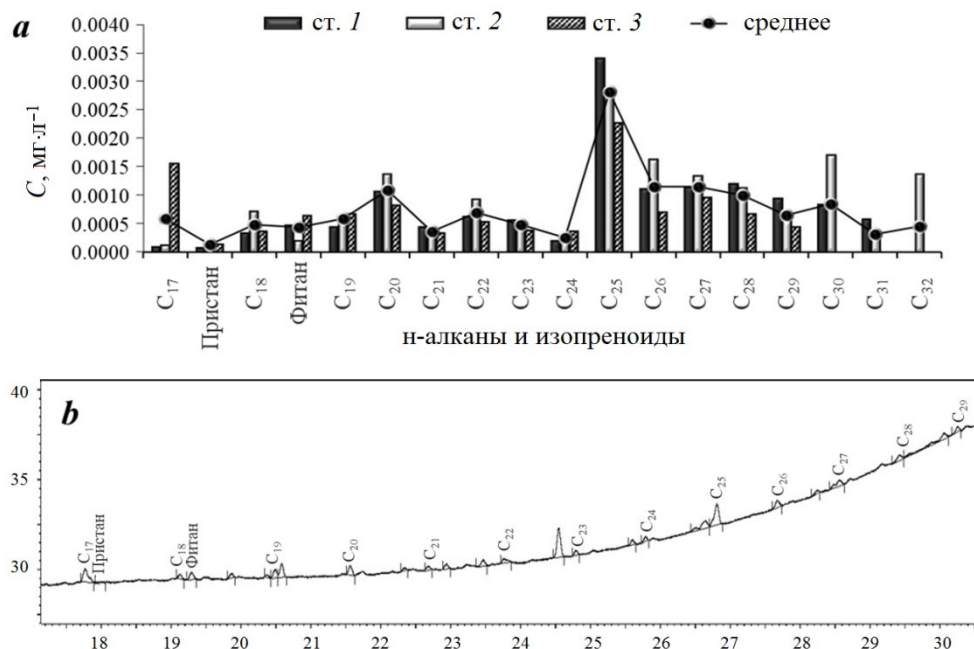 a
ст. 1 ст. 2 ст. 3 среднее
C, мг·л⁻¹
0.0040
0.0035
0.0030
0.0025
0.0020
0.0015
0.0010
0.0005
0.0000
C₁₇ Пристан C₁₈ Фитан C₁₉ C₂₀ C₂₁ C₂₂ C₂₃ C₂₄ C₂₅ C₂₆ C₂₇ C₂₈ C₂₉ C₃₀ C₃₁ C₃₂
н-алканы и изопреноиды
b
40
35
30
C₁₇ Пристан C₁₈ Фитан C₁₉ C₂₀ C₂₁ C₂₂ C₂₃ C₂₄ C₂₅ C₂₆ C₂₇ C₂₈ C₂₉
18 19 20 21 22 23 24 25 26 27 28 29 30